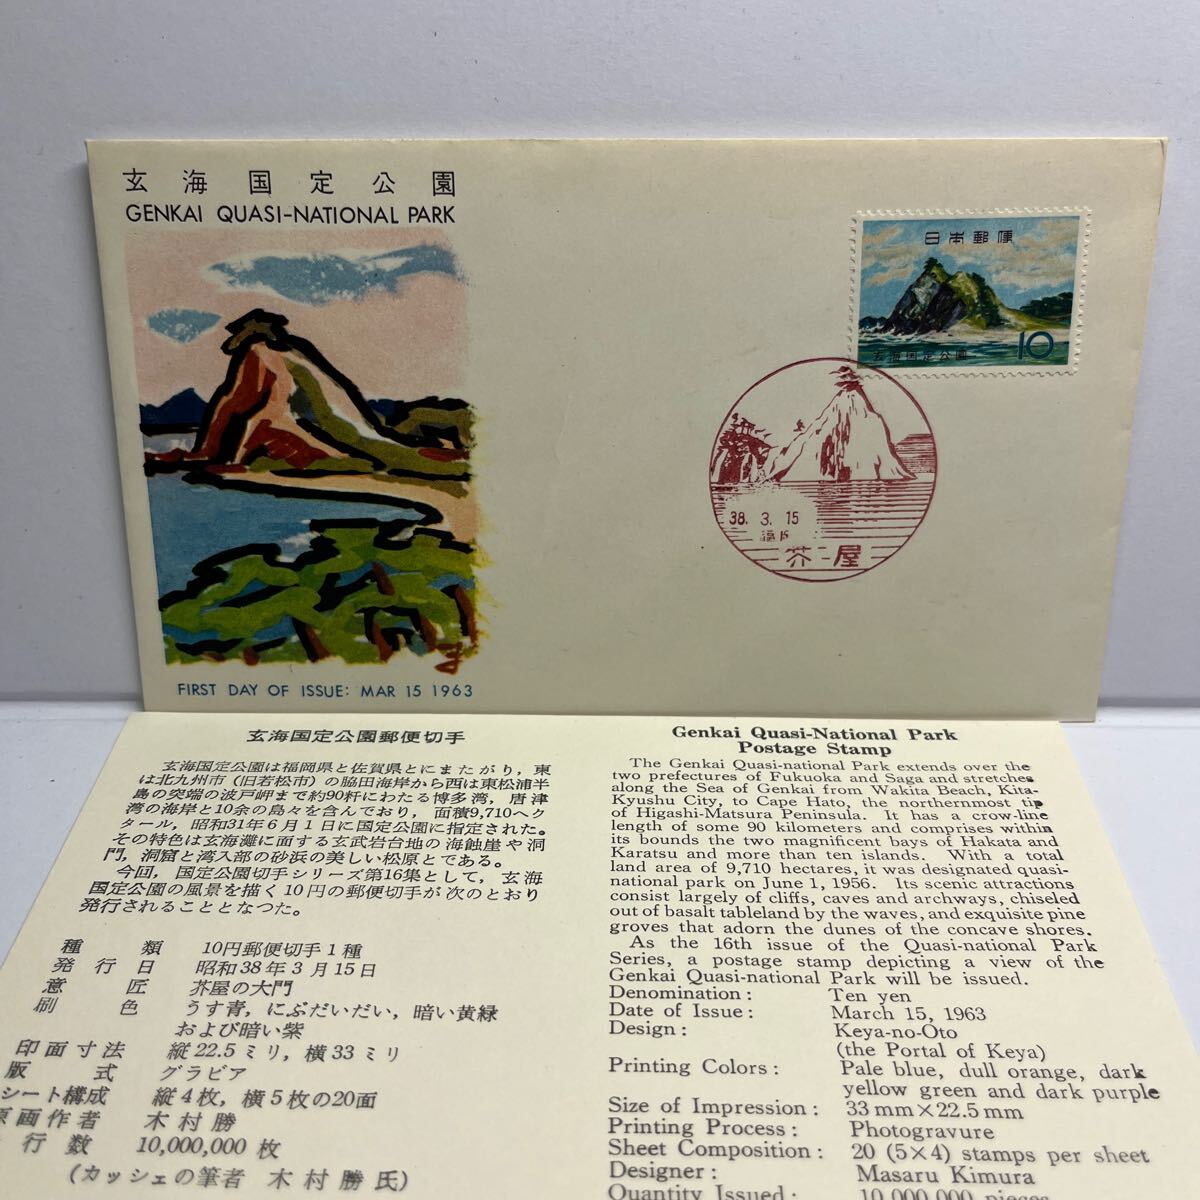 玄海国定公園
GENKAI QUASI-NATIONAL PARK
日本郵便
玄海国定公園 10
38. 3. 15
芥屋
FIRST DAY OF ISSUE: MAR 15 1963
玄海国定公園郵便切手
玄海国定公園は福岡県と佐賀県とにまたがり，東
は北九州市（旧若松市）の脇田海岸から西は東松浦半
島の突端の波戸岬まで約90粁にわたる博多湾，唐津
湾の海岸と10余の島々を含んでおり，面積9,710ヘク
タール，昭和31年6月1日に国定公園に指定された。
その特色は玄海灘に面する玄武岩台地の海蝕崖や洞
門，洞窟と湾入部の砂浜の美しい松原とである。
今回，国定公園切手シリーズ第16集として，玄海
国定公園の風景を描く10円の郵便切手が次のとおり
発行されることとなつた。
種類 10円郵便切手1種
発行日 昭和38年3月15日
意匠 芥屋の大門
刷色 うす青，にぶだいだい，暗い黄緑
および暗い紫
印面寸法 縦22.5ミリ，横33ミリ
版式 グラビア
シート構成 縦4枚，横5枚の20面
原画作者 木村勝
行数 10,000,000枚
（カッシェの筆者 木村勝氏）
Genkai Quasi-National Park
Postage Stamp
The Genkai Quasi-national Park extends over the
two prefectures of Fukuoka and Saga and stretches
along the Sea of Genkai from Wakita Beach, Kita-
Kyushu City, to Cape Hato, the northernmost tip
of Higashi-Matsura Peninsula. It has a crow-line
length of some 90 kilometers and comprises within
its bounds the two magnificent bays of Hakata and
Karatsu and more than ten islands. With a total
land area of 9,710 hectares, it was designated quasi-
national park on June 1, 1956. Its scenic attractions
consist largely of cliffs, caves and archways, chiseled
out of basalt tableland by the waves, and exquisite pine
groves that adorn the dunes of the concave shores.
As the 16th issue of the Quasi-national Park
Series, a postage stamp depicting a view of the
Genkai Quasi-national Park will be issued.
Denomination: Ten yen
Date of Issue: March 15, 1963
Design: Keya-no-Oto
(the Portal of Keya)
Printing Colors: Pale blue, dull orange, dark
yellow green and dark purple
Size of Impression: 33 mm×22.5 mm
Printing Process: Photogravure
Sheet Composition: 20 (5×4) stamps per sheet
Designer: Masaru Kimura
Quantity Issued: 10,000,000 pieces